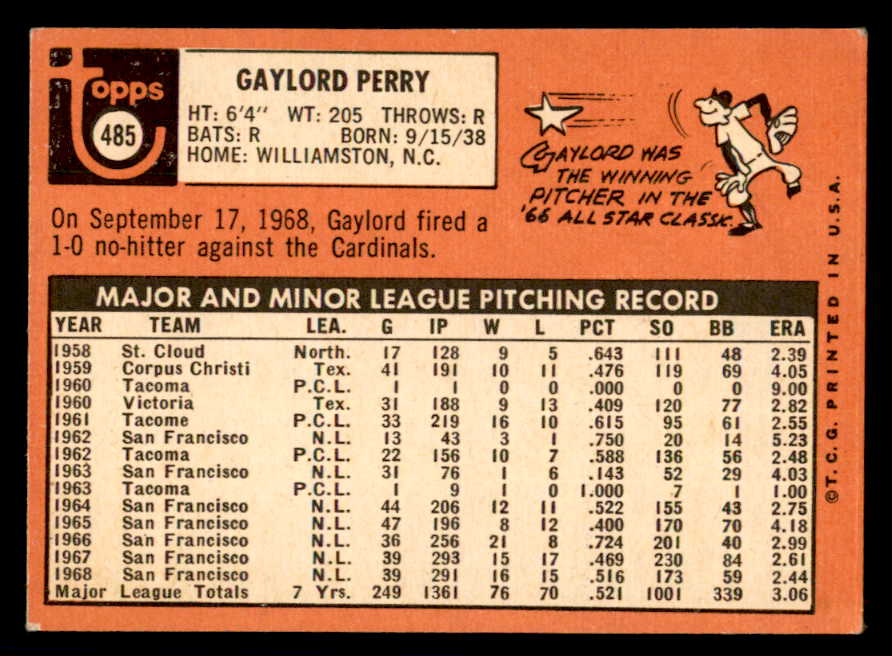 topps
485
GAYLORD PERRY
HT: 6'4" WT: 205 THROWS: R
BATS: R BORN: 9/15/38
HOME: WILLIAMSTON, N.C.
GAYLORD WAS
THE WINNING
PITCHER IN THE
'66 ALL STAR CLASSIC.
On September 17, 1968, Gaylord fired a
1-0 no-hitter against the Cardinals.
MAJOR AND MINOR LEAGUE PITCHING RECORD
YEAR TEAM LEA. G IP W L PCT SO BB ERA
1958 St. Cloud North. 17 128 9 5 .643 111 48 2.39
1959 Corpus Christi Tex. 41 191 10 11 .476 119 69 4.05
1960 Tacoma P.C.L. 1 1 0 0 .000 0 0 9.00
1960 Victoria Tex. 31 188 9 13 .409 120 77 2.82
1961 Tacome P.C.L. 33 219 16 10 .615 95 61 2.55
1962 San Francisco N.L. 13 43 3 1 .750 20 14 5.23
1962 Tacoma P.C.L. 22 156 10 7 .588 136 56 2.48
1963 San Francisco N.L. 31 76 1 6 .143 52 29 4.03
1963 Tacoma P.C.L. 1 9 1 0 1.000 7 1 1.00
1964 San Francisco N.L. 44 206 12 11 .522 155 43 2.75
1965 San Francisco N.L. 47 196 8 12 .400 170 70 4.18
1966 San Francisco N.L. 36 256 21 8 .724 201 40 2.99
1967 San Francisco N.L. 39 293 15 17 .469 230 84 2.61
1968 San Francisco N.L. 39 291 16 15 .516 173 59 2.44
Major League Totals 7 Yrs. 249 1361 76 70 .521 1001 339 3.06
©T.C.G. PRINTED IN U.S.A.